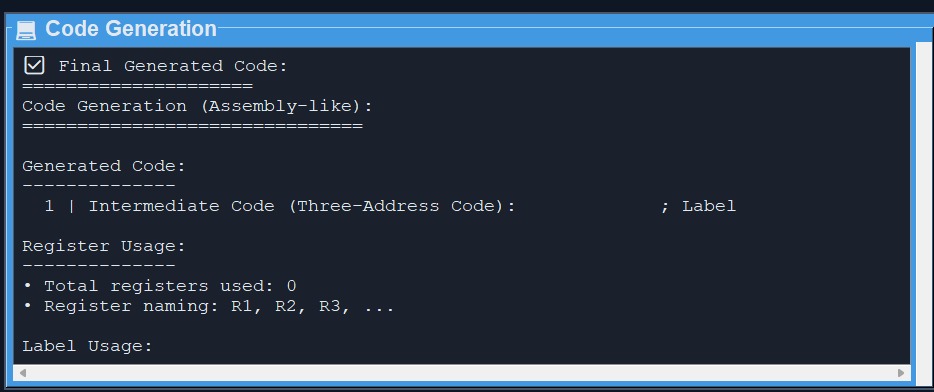 Code Generation
☑ Final Generated Code:
=====================
Code Generation (Assembly-like):
===============================
Generated Code:
--------------
1 | Intermediate Code (Three-Address Code):             ; Label
Register Usage:
--------------
• Total registers used: 0
• Register naming: R1, R2, R3, ...
Label Usage: